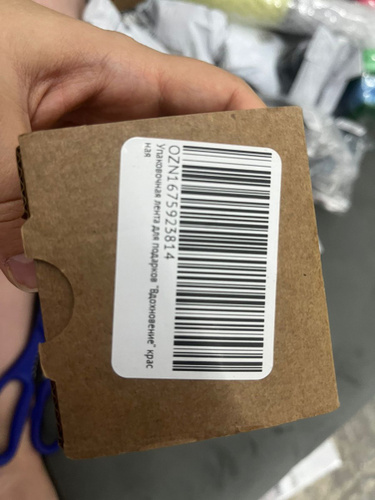 OZN1675923814
Упаковочная лента для подарков "Вдохновение" крас
ная